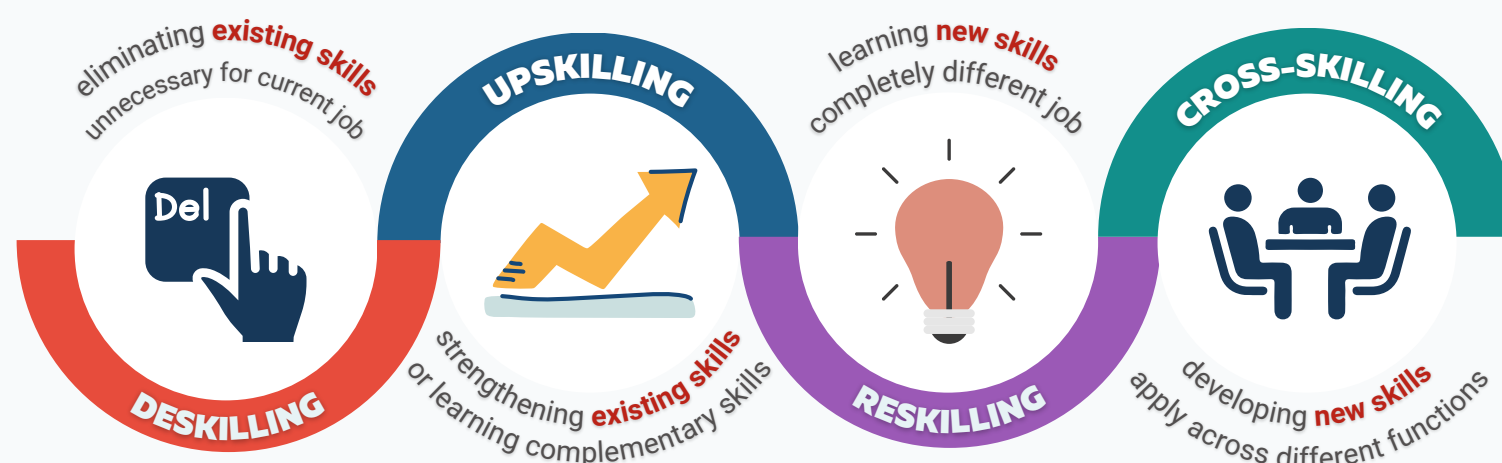 eliminating existing skills
unnecessary for current job
Del
DESKILLING
UPSKILLING
strengthening existing skills
or learning complementary skills
learning new skills
completely different job
RESKILLING
CROSS-SKILLING
developing new skills
apply across different functions